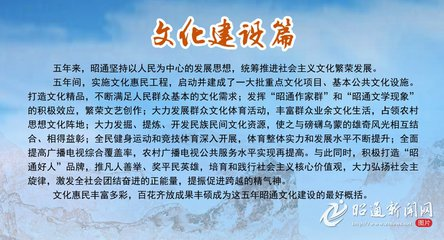 文化建设篇
五年来，昭通坚持以人民为中心的发展思想，统筹推进社会主义文化繁荣发展。
五年间，实施文化惠民工程，启动并建成了一大批重点文化项目、基本公共文化设施。
打造文化精品，不断满足人民群众基本的文化需求；发挥“昭通作家群”和“昭通文学现象”
的积极效应，繁荣文艺创作；大力发展群众文化体育活动，丰富群众业余文化生活，占领农村
思想文化阵地；大力发掘、提炼、开发民族民间文化资源，使之与磅礴乌蒙的雄奇风光相互结
合、相得益彰；全民健身运动和竞技体育深入开展，体育整体实力和发展水平不断提升；全面
提高广播电视综合覆盖率，农村广播电视公共服务水平实现再提高。与此同时，积极打造“昭
通好人”品牌，推凡人善举、奖平民英雄，培育和践行社会主义核心价值观，大力弘扬社会主
旋律，激发全社会团结奋进的正能量，提振促进跨越的精气神。
文化惠民丰富多彩，百花齐放成果丰硕成为这五年昭通文化建设的最好概括。
昭通新闻网
图片